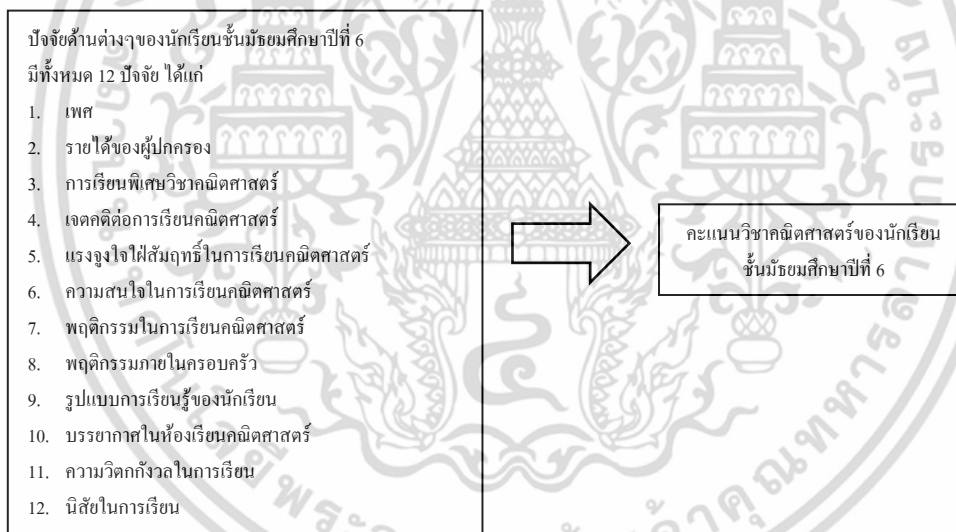 ปัจจัยด้านต่างๆของนักเรียนชั้นมัธยมศึกษาปีที่ 6
มีทั้งหมด 12 ปัจจัย ได้แก่
1. เพศ
2. รายได้ของผู้ปกครอง
3. การเรียนพิเศษวิชาคณิตศาสตร์
4. เจตคติต่อการเรียนคณิตศาสตร์
5. แรงจูงใจใฝ่สัมฤทธิ์ในการเรียนคณิตศาสตร์
6. ความสนใจในการเรียนคณิตศาสตร์
7. พฤติกรรมในการเรียนคณิตศาสตร์
8. พฤติกรรมภายในครอบครัว
9. รูปแบบการเรียนรู้ของนักเรียน
10. บรรยากาศในห้องเรียนคณิตศาสตร์
11. ความวิตกกังวลในการเรียน
12. นิสัยในการเรียน
คะแนนวิชาคณิตศาสตร์ของนักเรียน
ชั้นมัธยมศึกษาปีที่ 6